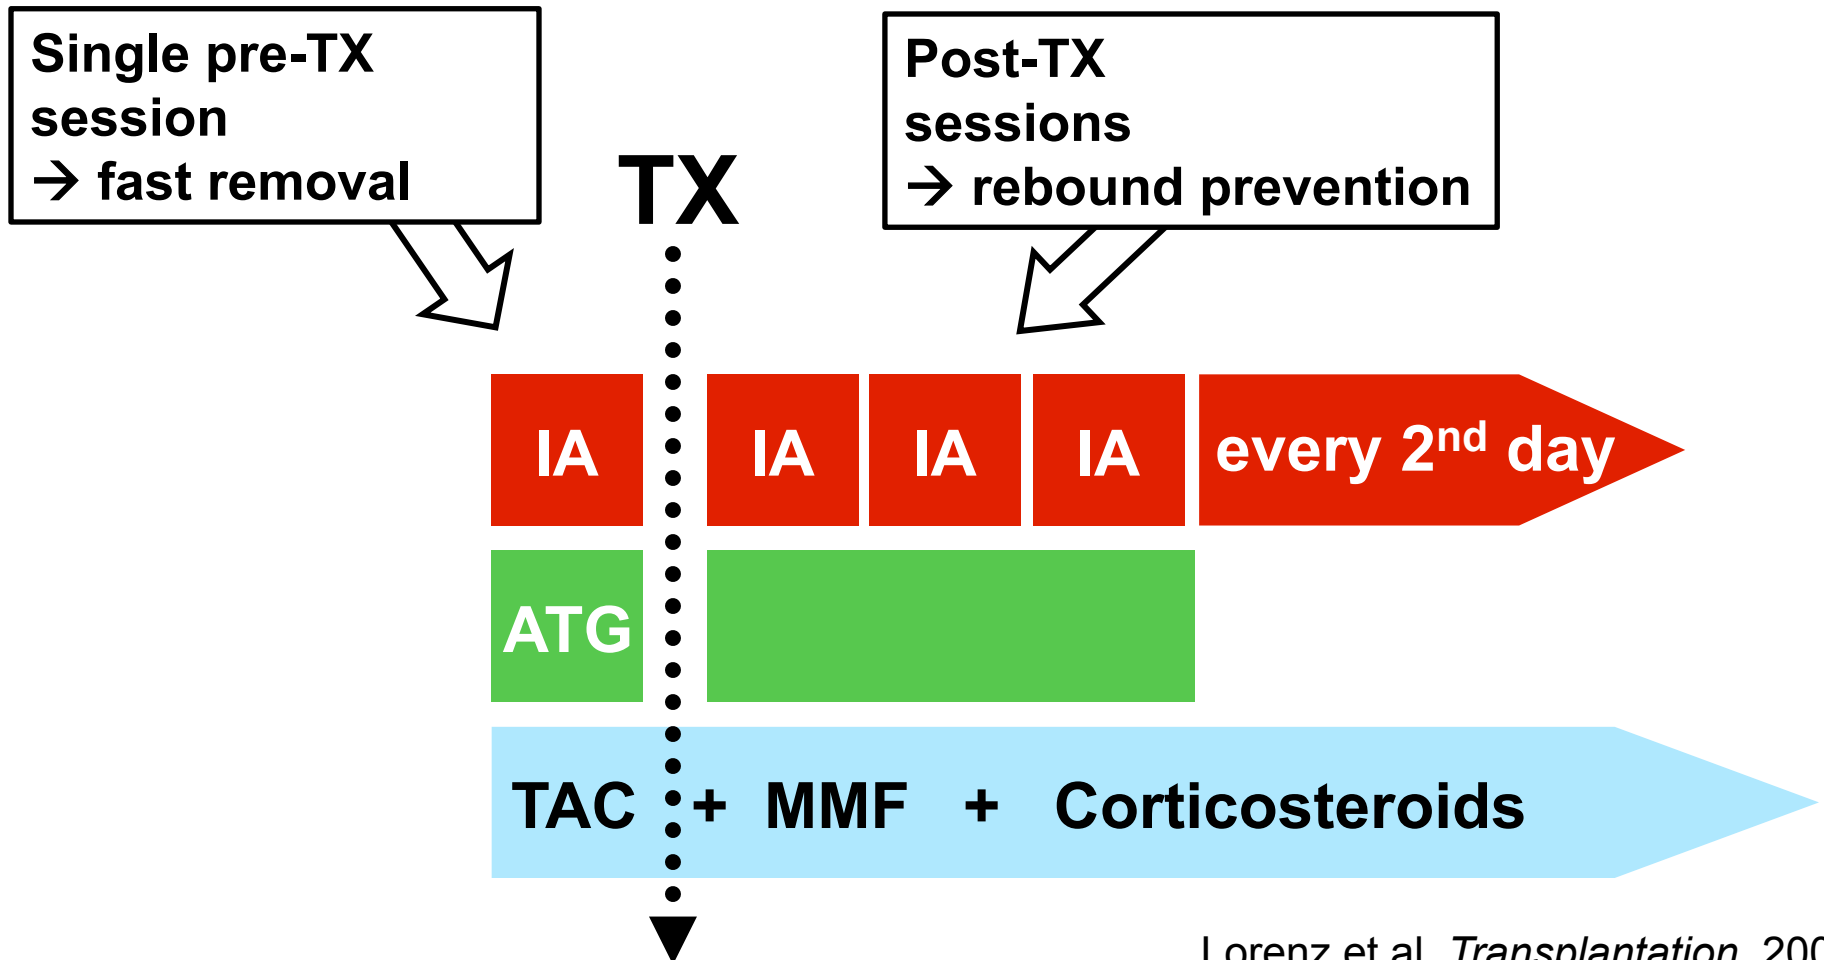 Single pre-TX
session
→ fast removal
Post-TX
sessions
→ rebound prevention
TX
IA
IA
IA
IA
every 2nd day
ATG
TAC + MMF + Corticosteroids
Lorenz et al. Transplantation